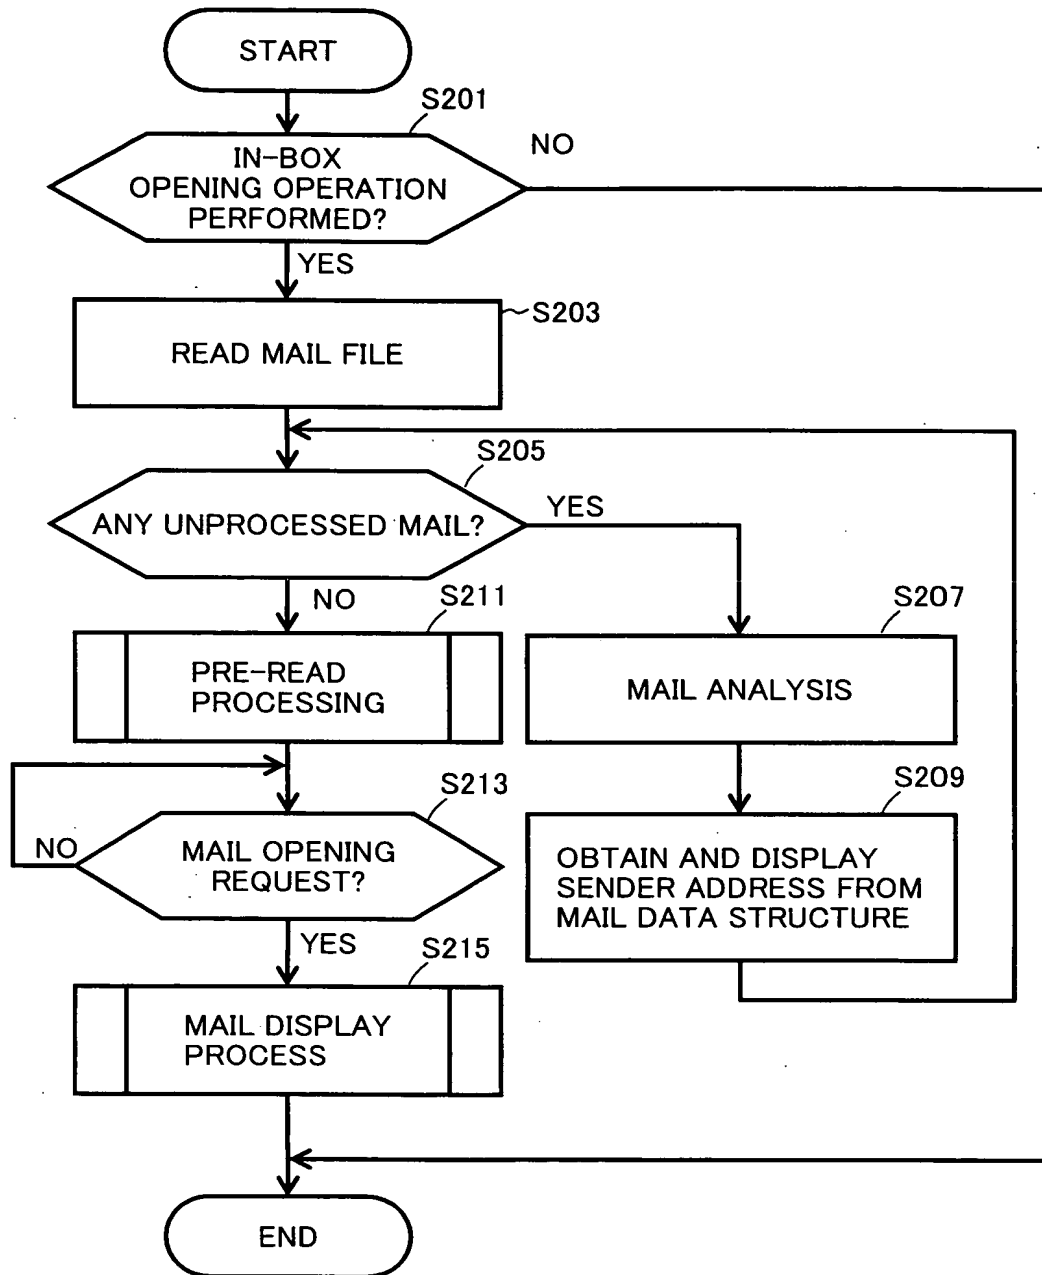 START
S201
IN-BOX
OPENING OPERATION
PERFORMED?
NO
YES
S203
READ MAIL FILE
S205
ANY UNPROCESSED MAIL?
YES
NO
S211
PRE-READ
PROCESSING
S207
MAIL ANALYSIS
S213
MAIL OPENING
REQUEST?
NO
YES
S209
OBTAIN AND DISPLAY
SENDER ADDRESS FROM
MAIL DATA STRUCTURE
S215
MAIL DISPLAY
PROCESS
END